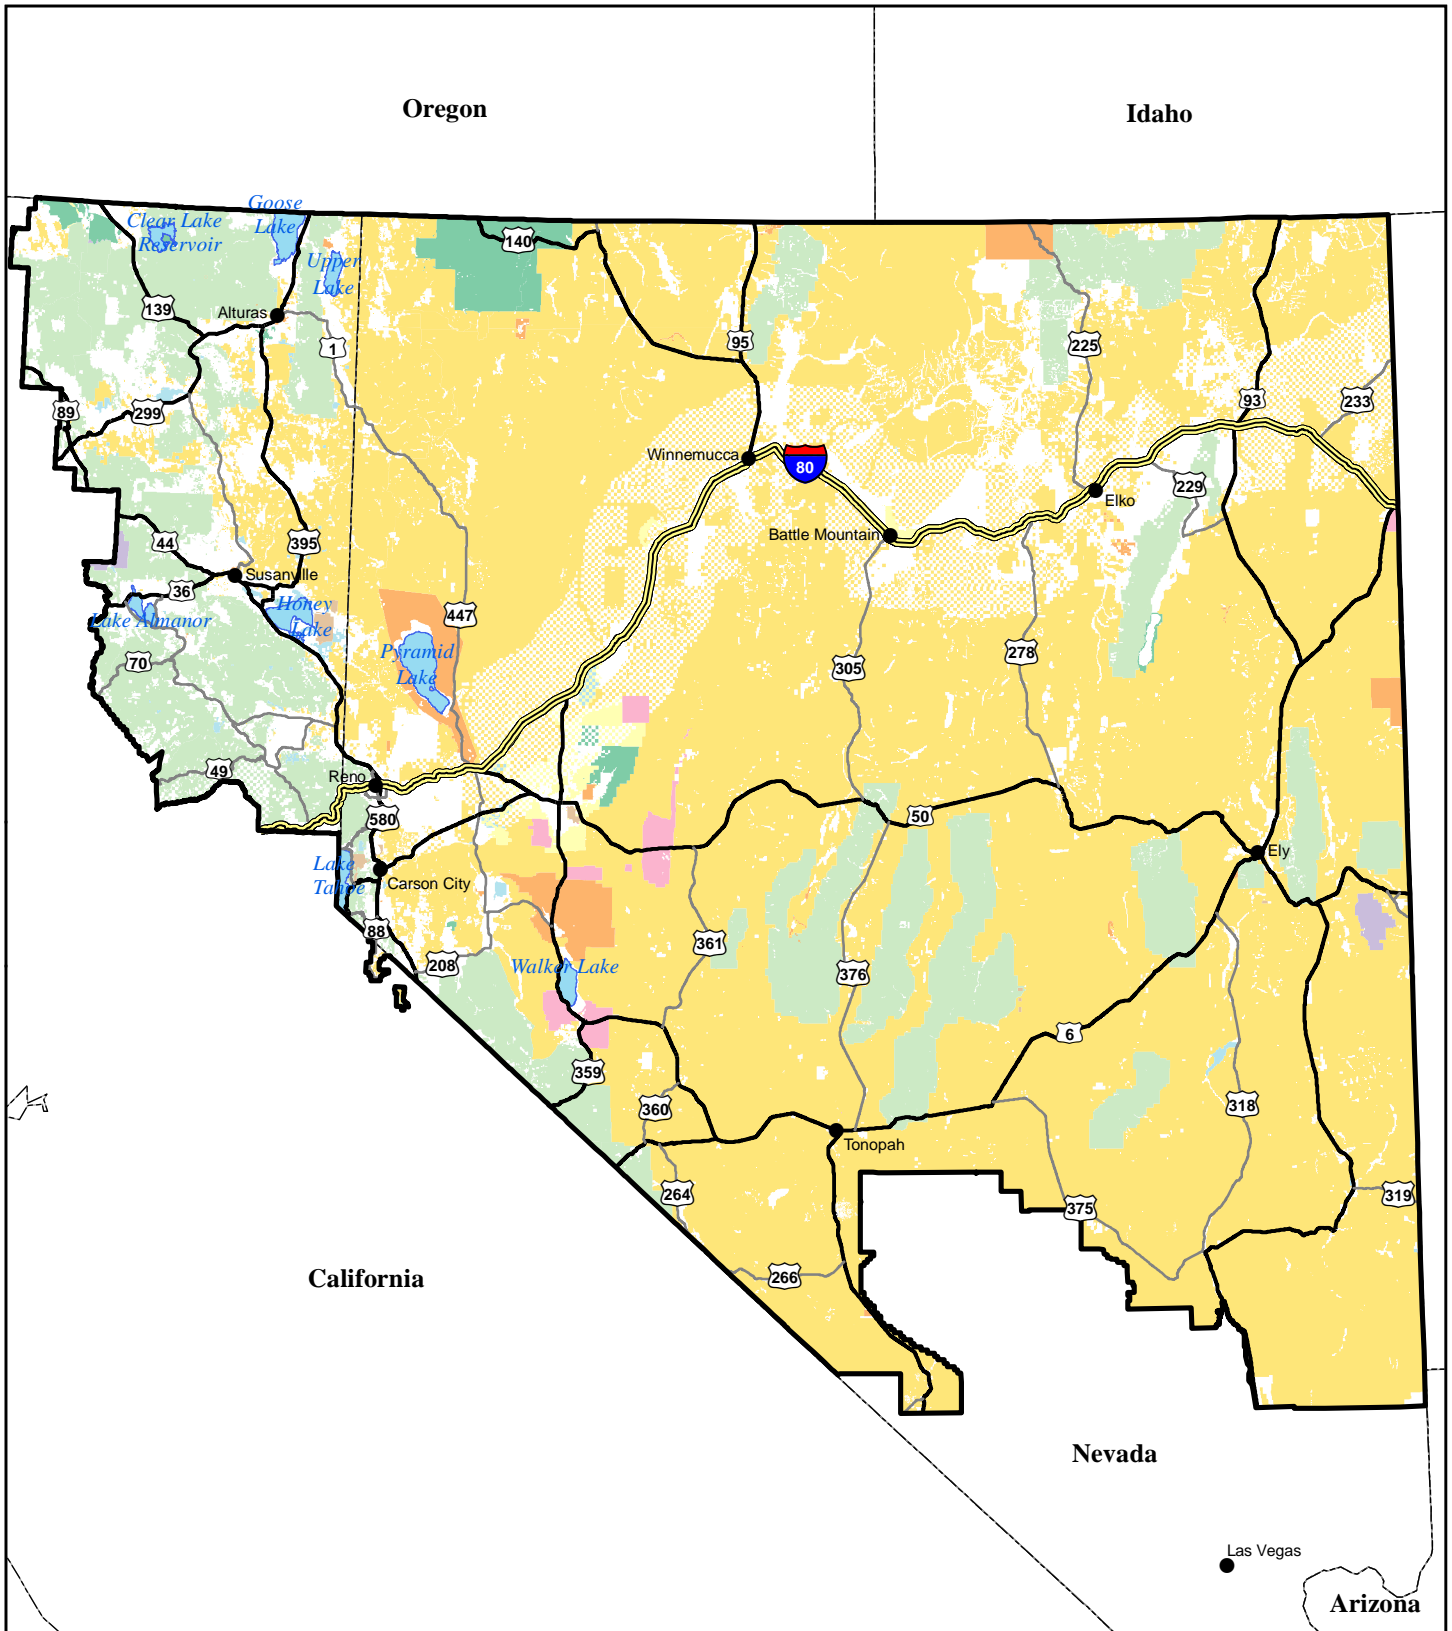 Oregon
Idaho
Goose
Lake
Clear Lake
Reservoir
140
Upper
Lake
139
Alturas
1
95
225
89
299
93
233
Winnemucca
80
229
Elko
Battle Mountain
44
395
Susanville
36
Honey
Lake
Lake Almanor
447
70
Pyramid
Lake
305
278
49
Reno
580
50
Ely
Lake
Tahoe
Carson City
88
208
361
Walker Lake
376
6
359
360
318
Tonopah
264
375
319
266
California
Nevada
Las Vegas
Arizona